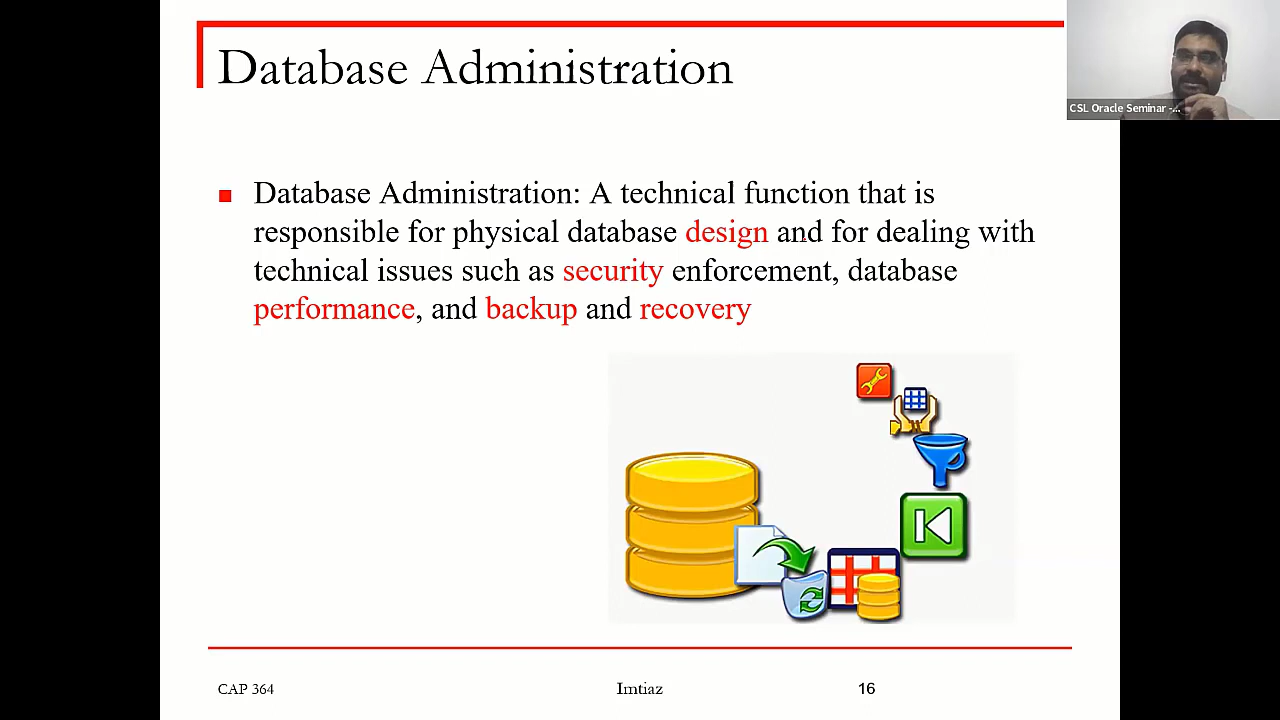 Database Administration
CSL Oracle Seminar -...
Database Administration: A technical function that is
responsible for physical database design and for dealing with
technical issues such as security enforcement, database
performance, and backup and recovery
CAP 364
Imtiaz
16